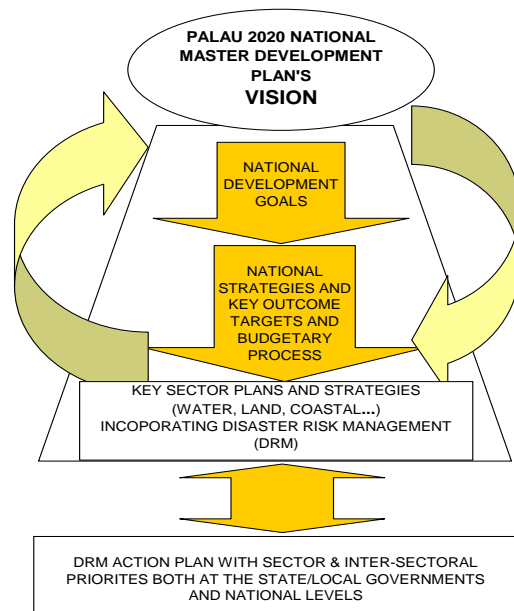 PALAU 2020 NATIONAL
MASTER DEVELOPMENT
PLAN'S
VISION
NATIONAL
DEVELOPMENT
GOALS
NATIONAL
STRATEGIES AND
KEY OUTCOME
TARGETS AND
BUDGETARY
PROCESS
KEY SECTOR PLANS AND STRATEGIES
(WATER, LAND, COASTAL...)
INCOPORATING DISASTER RISK MANAGEMENT
(DRM)
DRM ACTION PLAN WITH SECTOR & INTER-SECTORAL
PRIORITES BOTH AT THE STATE/LOCAL GOVERNMENTS
AND NATIONAL LEVELS